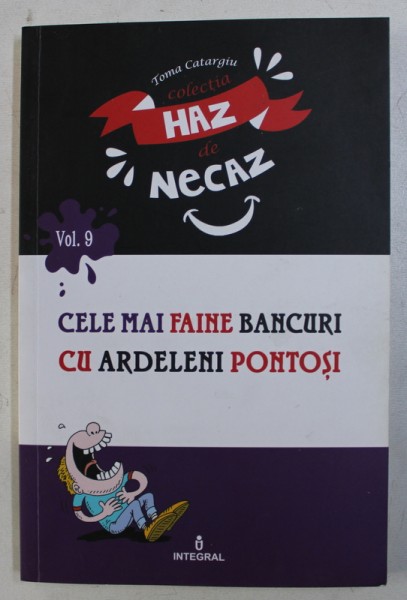 Toma Catargiu
colecția
HAZ
de
NECAZ
Vol. 9
CELE MAI FAINE BANCURI
CU ARDELENI PONTOȘI
INTEGRAL